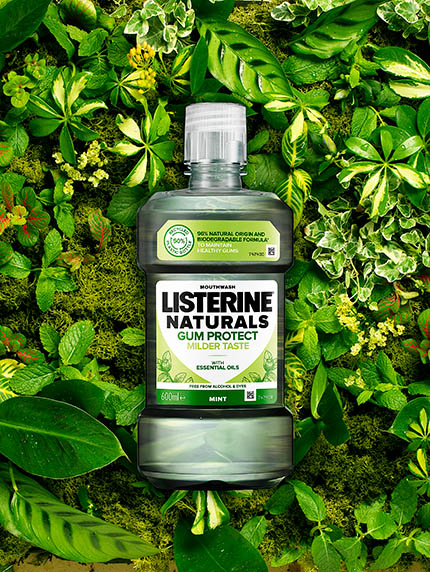 50%
96% NATURAL ORIGIN AND
BIODEGRADABLE FORMULA*
TO MAINTAIN
HEALTHY GUMS
MOUTHWASH
LISTERINE
NATURALS
GUM PROTECT
MILDER TASTE
WITH
ESSENTIAL OILS
FREE FROM ALCOHOL & DYES
600ml e
MINT